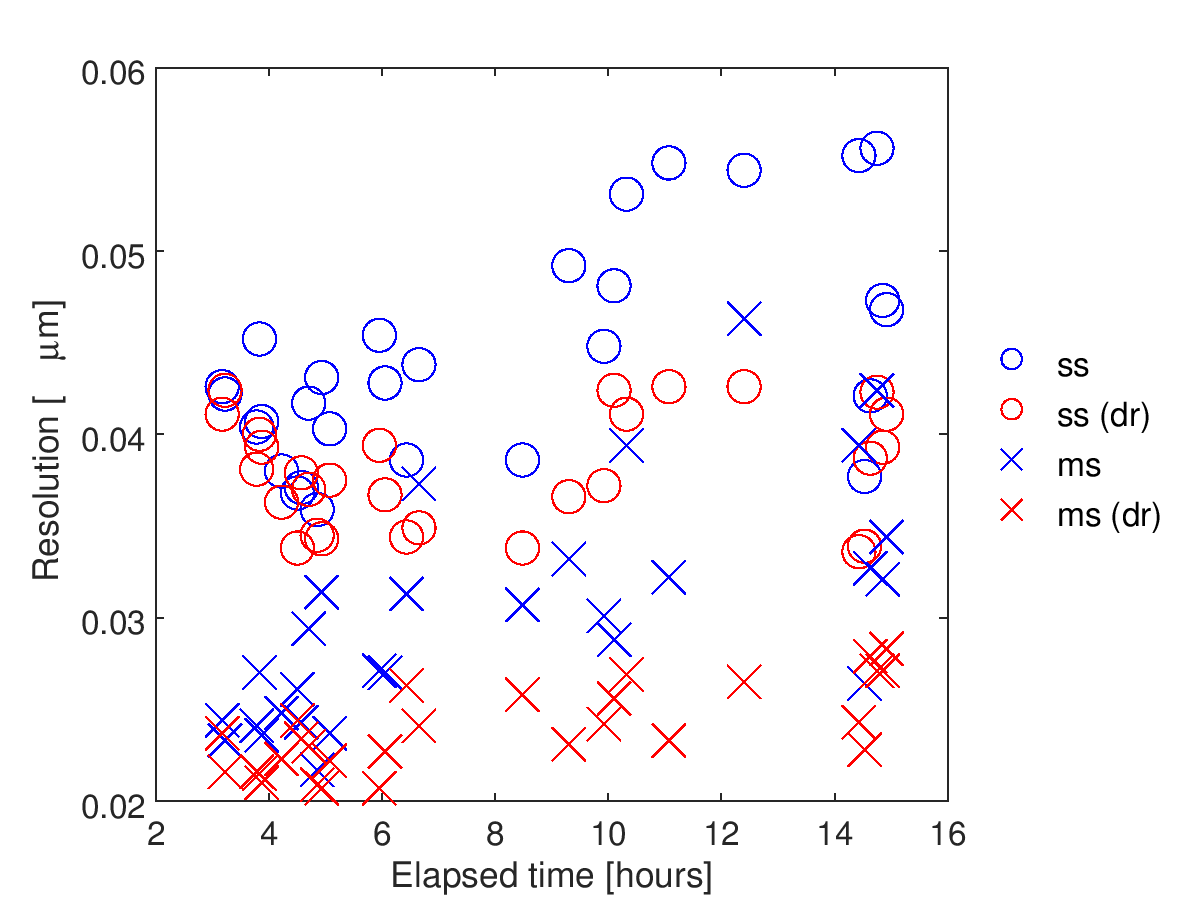 0.06
0.05
0.04
0.03
0.02
Resolution [ μm]
2 4 6 8 10 12 14 16
Elapsed time [hours]
ss
ss (dr)
ms
ms (dr)